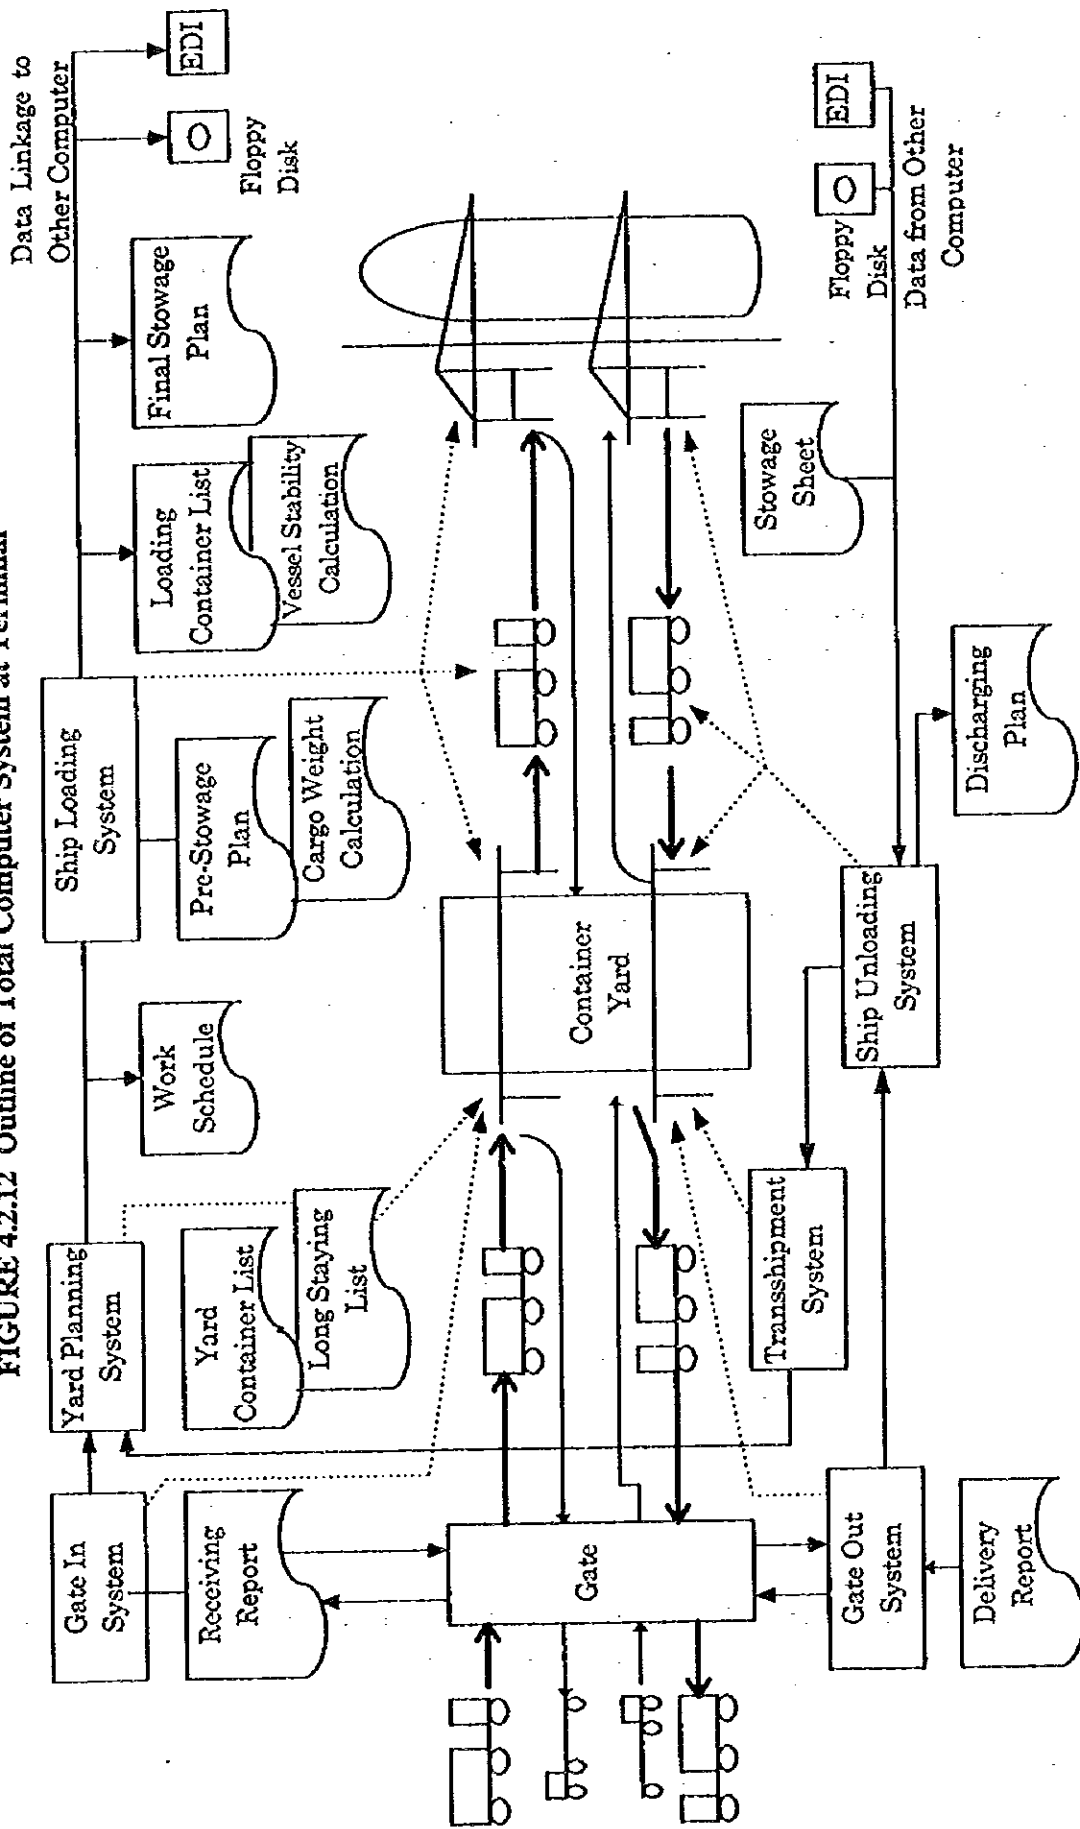 FIGURE 4.2.12 Outline of Total Computer System at Terminal
Data Linkage to
Other Computer
Gate In
System
Yard Planning
System
Ship Loading
System
EDI
Floppy
Disk
Receiving
Report
Yard
Container List
Long Staying
List
Work
Schedule
Pre-Stowage
Plan
Cargo Weight
Calculation
Loading
Container List
Vessel Stability
Calculation
Final Stowage
Plan
Gate
Container
Yard
Gate Out
System
Delivery
Report
Transshipment
System
Ship Unloading
System
Discharging
Plan
Stowage
Sheet
Floppy
Disk
EDI
Data from Other
Computer